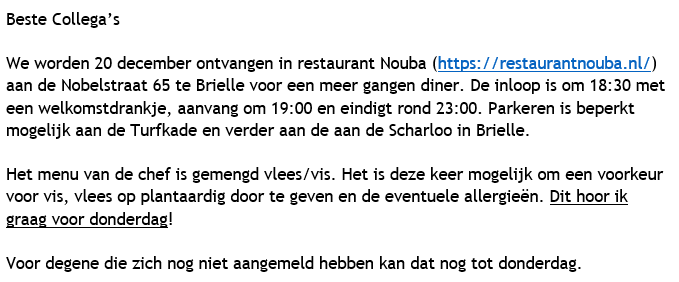 Beste Collega’s
We worden 20 december ontvangen in restaurant Nouba (https://restaurantnouba.nl/)
aan de Nobelstraat 65 te Brielle voor een meer gangen diner. De inloop is om 18:30 met
een welkomstdrankje, aanvang om 19:00 en eindigt rond 23:00. Parkeren is beperkt
mogelijk aan de Turfkade en verder aan de aan de Scharloo in Brielle.
Het menu van de chef is gemengd vlees/vis. Het is deze keer mogelijk om een voorkeur
voor vis, vlees op plantaardig door te geven en de eventuele allergieën. Dit hoor ik
graag voor donderdag!
Voor degene die zich nog niet aangemeld hebben kan dat nog tot donderdag.